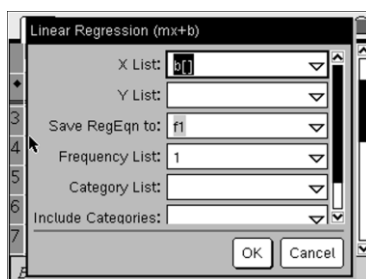 Linear Regression (mx+b)
X List: b[]
Y List:
Save RegEqn to: f1
Frequency List: 1
Category List:
Include Categories:
OK Cancel
3
4
5
6
7